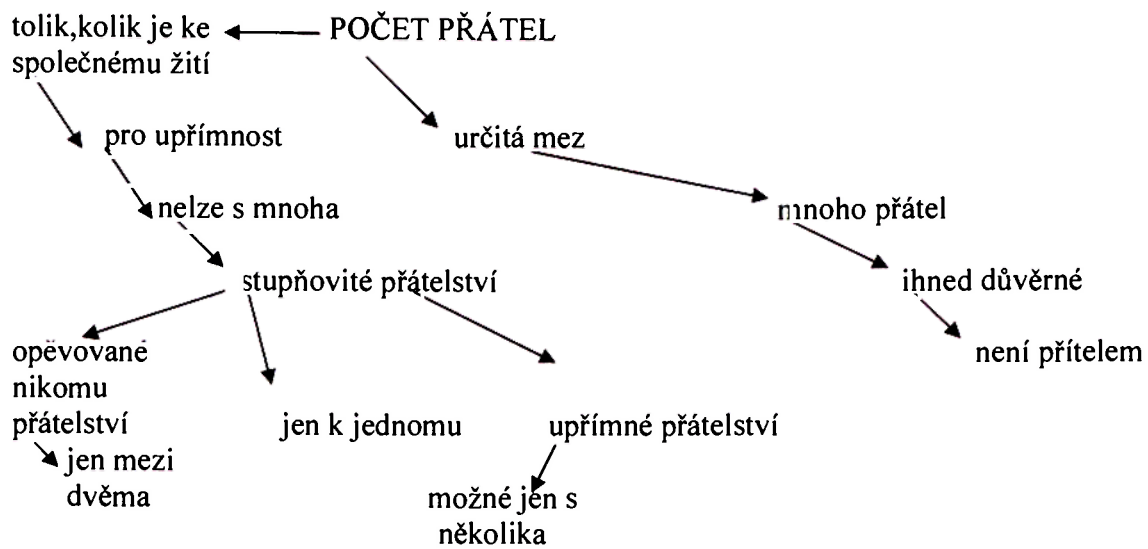 tolik,kolik je ke
společnému žití
POČET PŘÁTEL
pro upřímnost
určitá mez
nelze s mnoha
mnoho přátel
stupňovité přátelství
ihned důvěrné
opěvované
nikomu
přátelství
není přítelem
jen k jednomu
upřímné přátelství
jen mezi
dvěma
možné jen s
několika